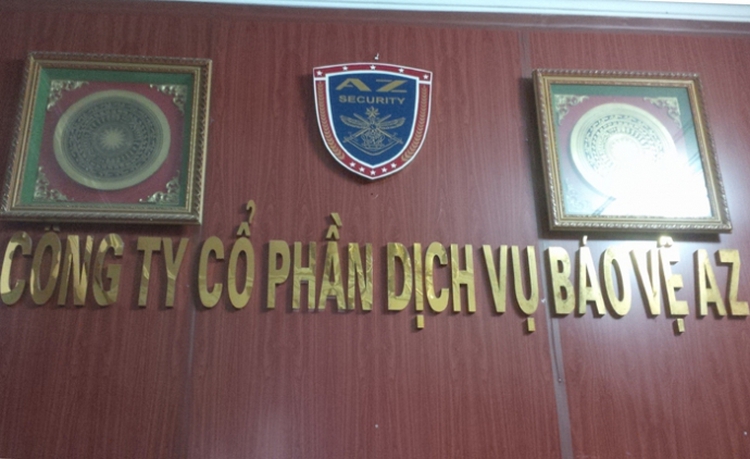 AZ
SECURITY
CÔNG TY CỔ PHẦN DỊCH VỤ BẢO VỆ AZ